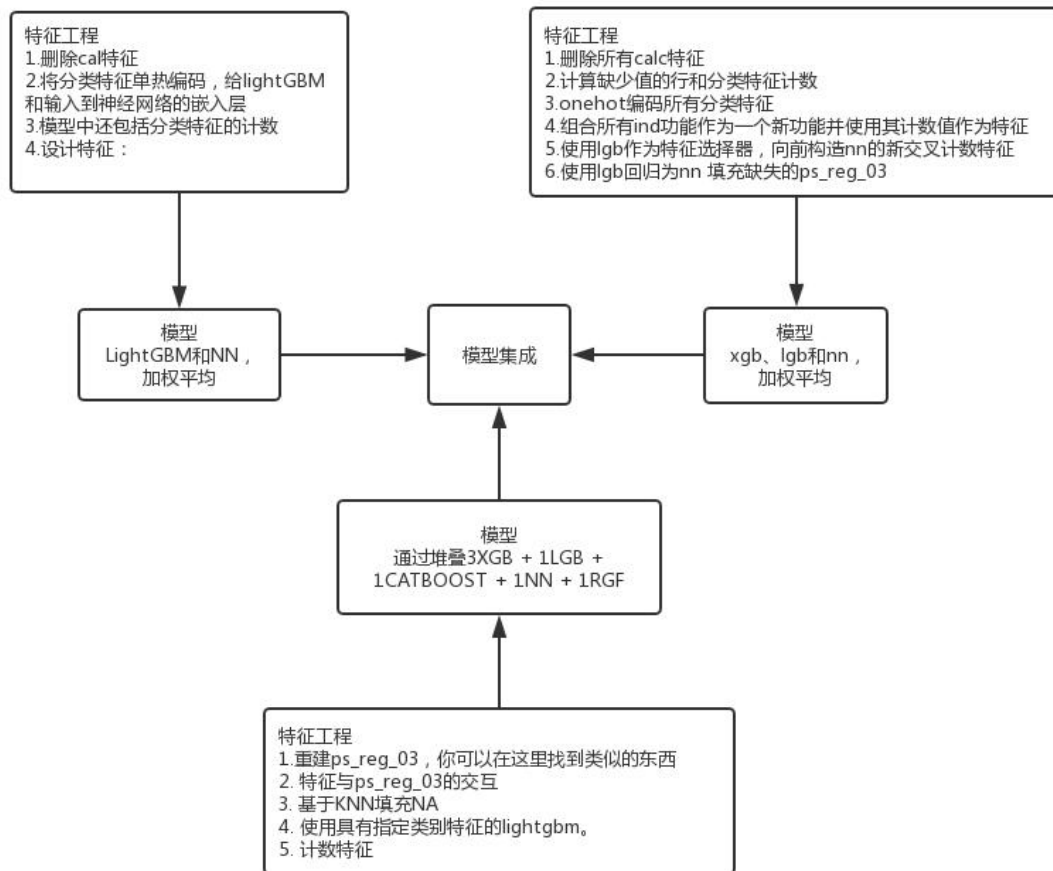 特征工程
1.删除cal特征
2.将分类特征单热编码，给lightGBM
和输入到神经网络的嵌入层
3.模型中还包括分类特征的计数
4.设计特征：
特征工程
1.删除所有calc特征
2.计算缺少值的行和分类特征计数
3.onehot编码所有分类特征
4.组合所有ind功能作为一个新功能并使用其计数值作为特征
5.使用lgb作为特征选择器，向前构造nn的新交叉计数特征
6.使用lgb回归为nn 填充缺失的ps_reg_03
模型
LightGBM和NN，
加权平均
模型集成
模型
xgb、lgb和nn，
加权平均
模型
通过堆叠3XGB + 1LGB +
1CATBOOST + 1NN + 1RGF
特征工程
1.重建ps_reg_03，你可以在这里找到类似的东西
2. 特征与ps_reg_03的交互
3. 基于KNN填充NA
4. 使用具有指定类别特征的lightgbm。
5. 计数特征